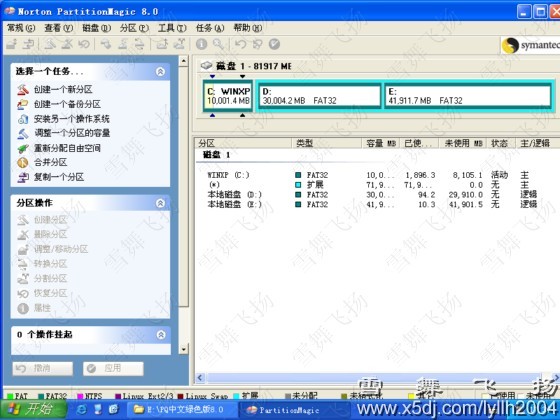 Norton PartitionMagic 8.0
常规(G) 查看(V) 磁盘(D) 分区(P) 工具(T) 任务(A) 帮助(H)
symantec
选择一个任务...
创建一个新分区
创建一个备份分区
安装另一个操作系统
调整一个分区的容量
重新分配自由空间
合并分区
复制一个分区
分区操作
创建分区
删除分区
调整/移动分区
转换分区
分割分区
恢复分区
属性
0 个操作挂起
撤消 应用
磁盘 1 - 81917 MB
C: WINXP
10,001.4 MB
D:
30,004.2 MB FAT32
E:
41,911.7 MB FAT32
分区 类型 容量 MB 已使... 未使用 MB 状态 主/逻辑
磁盘 1
WINXP (C:) FAT32 10,0... 1,896.3 8,105.1 活动 主
(*) 扩展 71,9... 71,9... 0.0 无 主
本地磁盘 (D:) FAT32 30,0... 94.2 29,910.0 无 逻辑
本地磁盘 (E:) FAT32 41,9... 10.3 41,901.5 无 逻辑
FAT FAT32 NTFS Linux Ext2/3 Linux Swap 扩展 未分配
开始 H:\PQ中文绿色版8.0 PartitionMagic
雪舞飞扬
www.x5dj.com/lyllh2004